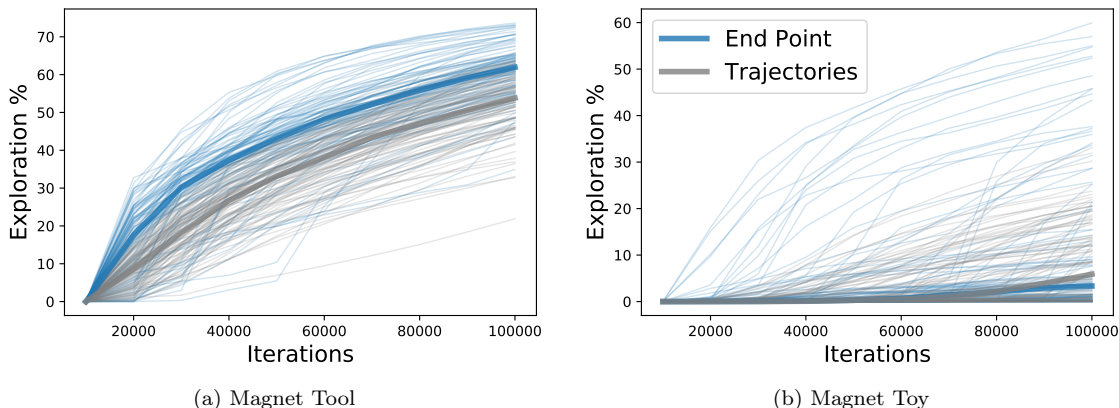 70
60
50
40
30
20
10
0
Exploration %
20000 40000 60000 80000 100000
Iterations
(a) Magnet Tool
60
50
40
30
20
10
0
Exploration %
End Point
Trajectories
20000 40000 60000 80000 100000
Iterations
(b) Magnet Toy